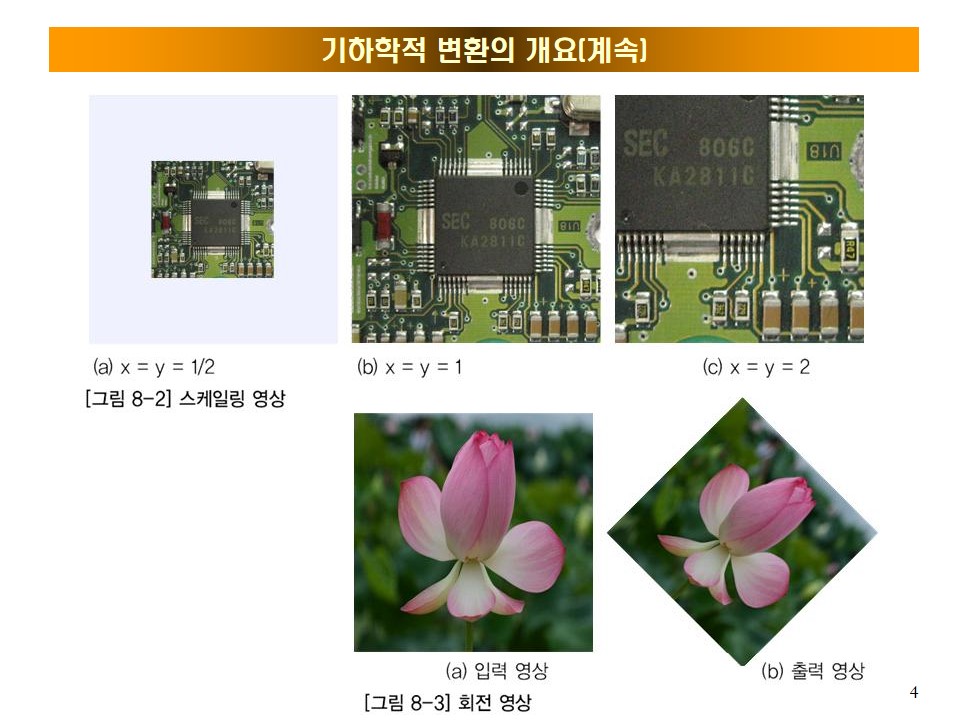 기하학적 변환의 개요(계속)
SEC 806C
KA2811C
SEC 806C
KA2811C
U18
SEC 806C
KA2811C
U18
R47
(a) x = y = 1/2
(b) x = y = 1
(c) x = y = 2
[그림 8-2] 스케일링 영상
(a) 입력 영상
(b) 출력 영상
[그림 8-3] 회전 영상
4